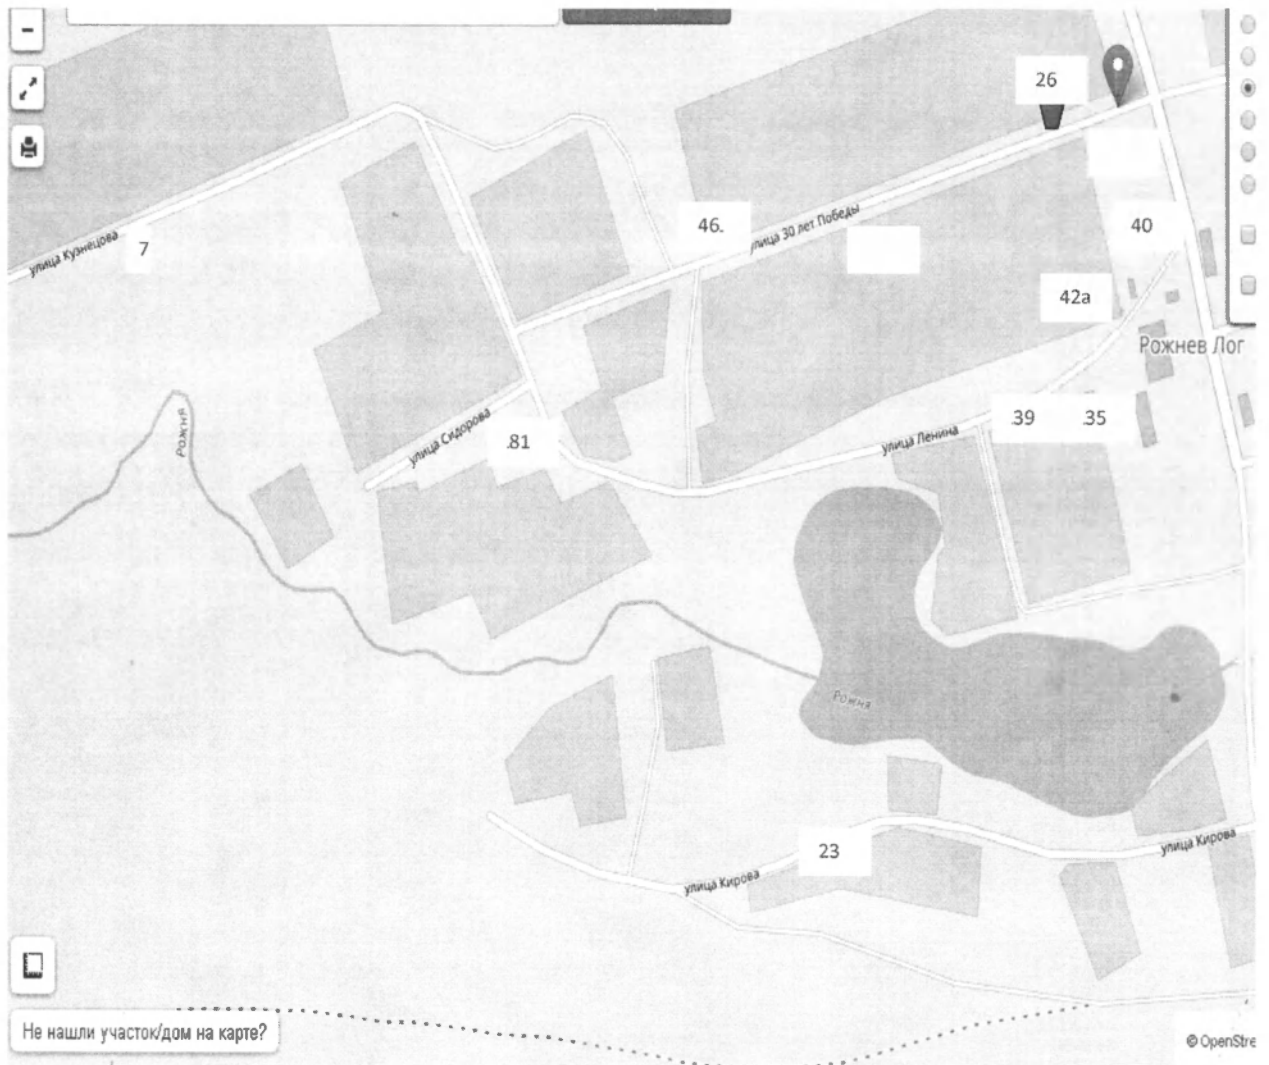 26
46.
40
улица 30 лет Победы
улица Кузнецова
7
42а
Рожнев Лог
39
.35
улица Сидорова
.81
улица Ленина
Рожня
Рожня
23
улица Кирова
улица Кирова
Не нашли участок/дом на карте?
© OpenStre